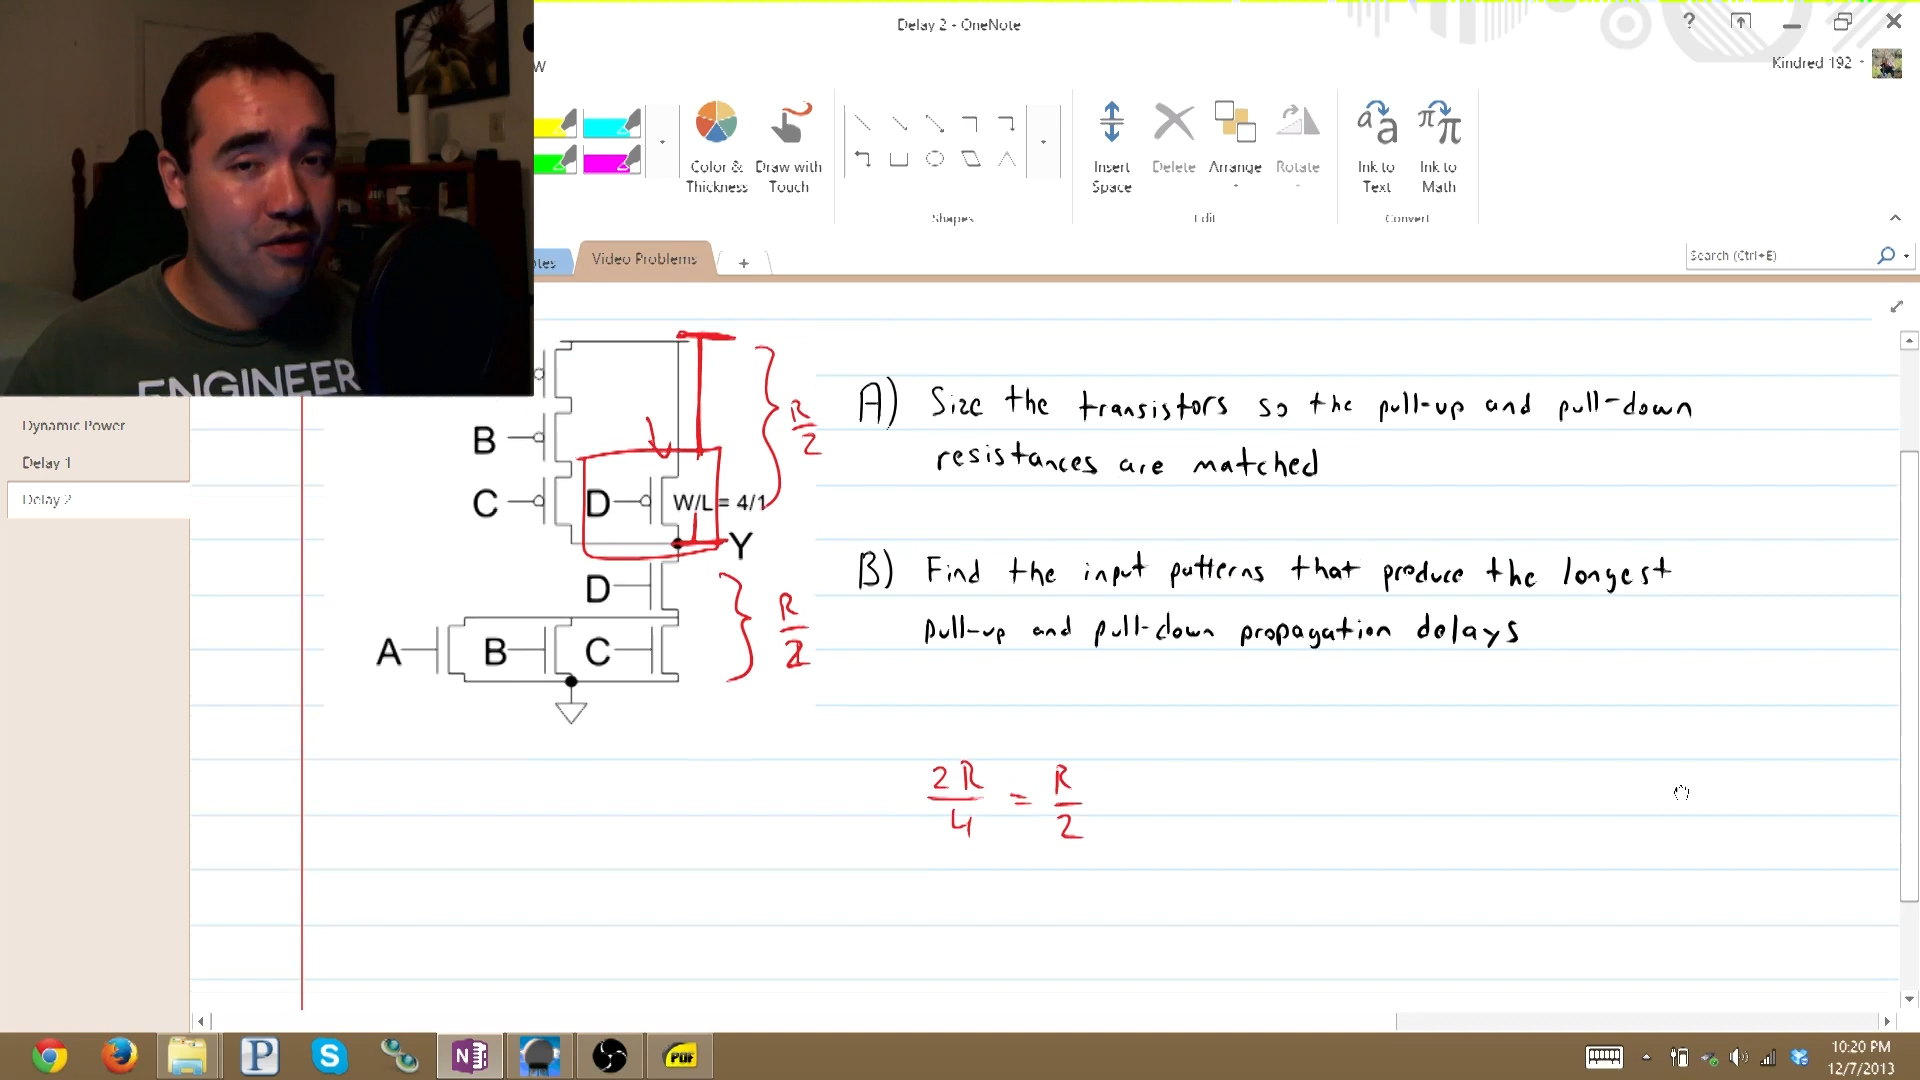 Delay 2 - OneNote
?
Kindred 192
W
Color & Thickness
Draw with Touch
Insert Space
Delete
Arrange
Rotate
Ink to Text
Ink to Math
Shapes
Edit
Convert
Video Problems
+
Search (Ctrl+E)
ENGINEER
Dynamic Power
Delay 1
Delay 2
B
C
D
W/L = 4/1
Y
R/2
D
R/2
A
B
C
A) Size the transistors so the pull-up and pull-down
resistances are matched
B) Find the input patterns that produce the longest
pull-up and pull-down propagation delays
2R/4 = R/2
PDF
10:20 PM
12/7/2013